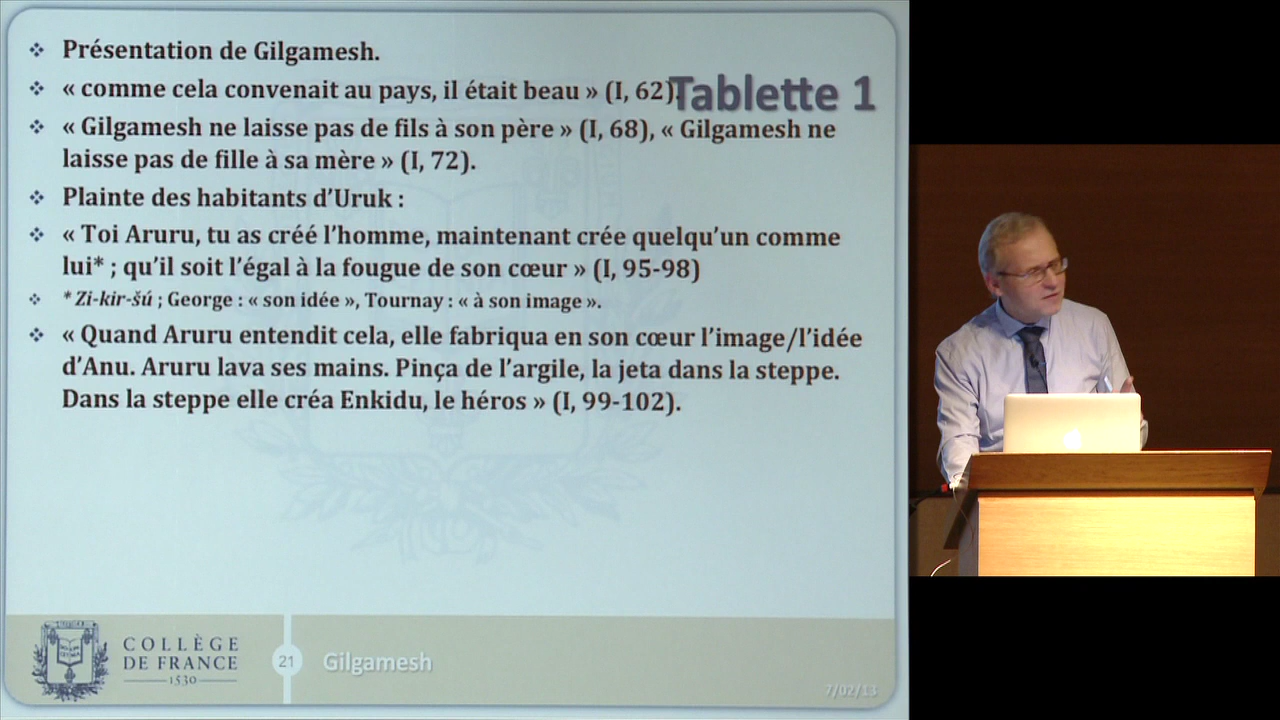 Présentation de Gilgamesh.
« comme cela convenait au pays, il était beau » (I, 62).
Tablette 1
« Gilgamesh ne laisse pas de fils à son père » (I, 68), « Gilgamesh ne
laisse pas de fille à sa mère » (I, 72).
Plainte des habitants d’Uruk :
« Toi Aruru, tu as créé l’homme, maintenant crée quelqu’un comme
lui* ; qu’il soit l’égal à la fougue de son cœur » (I, 95-98)
* Zi-kir-šú ; George : « son idée », Tournay : « à son image ».
« Quand Aruru entendit cela, elle fabriqua en son cœur l’image/l’idée
d’Anu. Aruru lava ses mains. Pinça de l’argile, la jeta dans la steppe.
Dans la steppe elle créa Enkidu, le héros » (I, 99-102).
COLLÈGE
DE FRANCE
1530
21
Gilgamesh
7/02/13